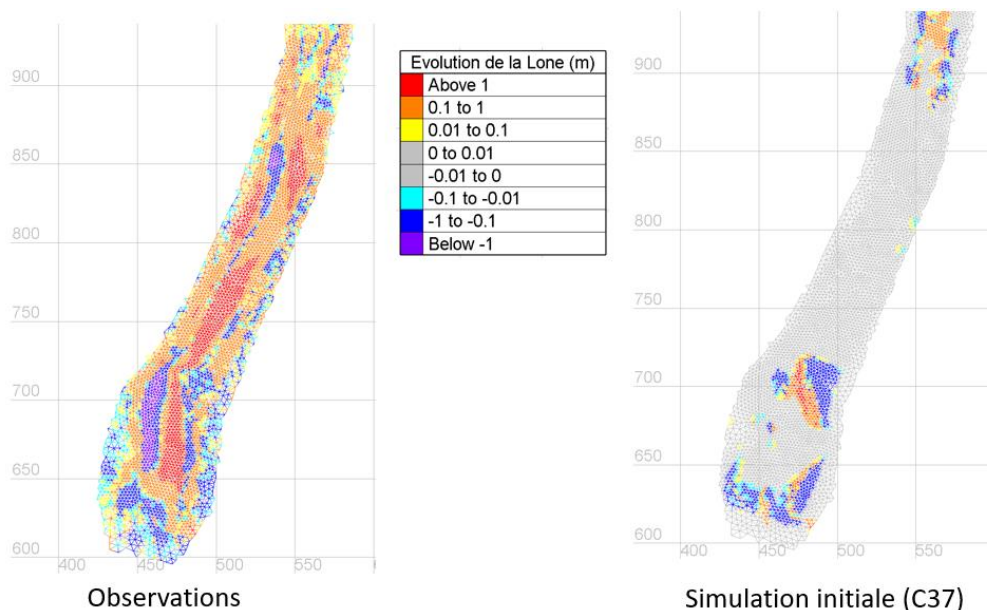 900
850
800
750
700
650
600
400 450 500 550
Observations
Evolution de la Lone (m)
Above 1
0.1 to 1
0.01 to 0.1
0 to 0.01
-0.01 to 0
-0.1 to -0.01
-1 to -0.1
Below -1
900
850
800
750
700
650
600
400 450 500 550
Simulation initiale (C37)